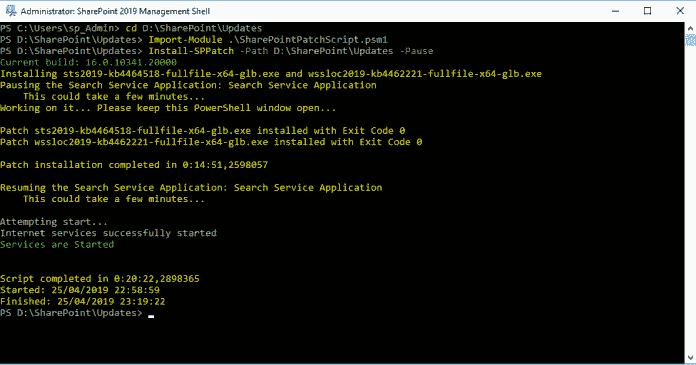 Administrator: SharePoint 2019 Management Shell
PS C:\Users\sp_Admin> cd D:\SharePoint\Updates
PS D:\SharePoint\Updates> Import-Module .\SharePointPatchScript.psm1
PS D:\SharePoint\Updates> Install-SPPatch -Path D:\SharePoint\Updates -Pause
Current build: 16.0.10341.20000
Installing sts2019-kb4464518-fullfile-x64-glb.exe and wssloc2019-kb4462221-fullfile-x64-glb.exe
Pausing the Search Service Application: Search Service Application
    This could take a few minutes...
Working on it... Please keep this PowerShell window open...
Patch sts2019-kb4464518-fullfile-x64-glb.exe installed with Exit Code 0
Patch wssloc2019-kb4462221-fullfile-x64-glb.exe installed with Exit Code 0
Patch installation completed in 0:14:51,2598057
Resuming the Search Service Application: Search Service Application
    This could take a few minutes...
Attempting start...
Internet services successfully started
Services are Started
Script completed in 0:20:22,2898365
Started: 25/04/2019 22:58:59
Finished: 25/04/2019 23:19:22
PS D:\SharePoint\Updates>